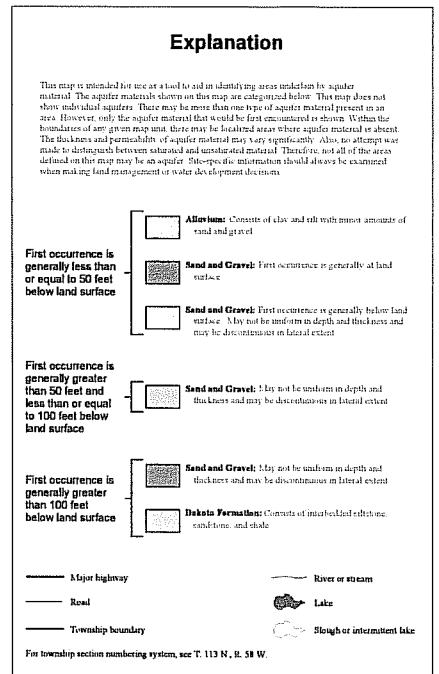 Explanation
This map is intended for use as a tool to aid in identifying areas underlain by aquifer
material. The aquifer materials shown on this map are categorized below. This map does not
show individual aquifers. There may be more than one type of aquifer material present in an
area. However, only the aquifer material that would be first encountered is shown. Within the
boundaries of any given map unit, there may be localized areas where aquifer material is absent.
The thickness and permeability of aquifer material may vary significantly. Also, no attempt was
made to distinguish between saturated and unsaturated material. Therefore, not all of the areas
defined on this map may be an aquifer. Site-specific information should always be examined
when making land management or water development decisions.
First occurrence is
generally less than
or equal to 50 feet
below land surface
Alluvium: Consists of clay and silt with minor amounts of
sand and gravel
Sand and Gravel: First occurrence is generally at land
surface
Sand and Gravel: First occurrence is generally below land
surface. May not be uniform in depth and thickness and
may be discontinuous in lateral extent
First occurrence is
generally greater
than 50 feet and
less than or equal
to 100 feet below
land surface
Sand and Gravel: May not be uniform in depth and
thickness and may be discontinuous in lateral extent
First occurrence is
generally greater
than 100 feet
below land surface
Sand and Gravel: May not be uniform in depth and
thickness and may be discontinuous in lateral extent
Dakota Formation: Consists of interbedded siltstone,
sandstone, and shale
Major highway
Road
Township boundary
River or stream
Lake
Slough or intermittent lake
For township section numbering system, see T. 113 N., R. 58 W.